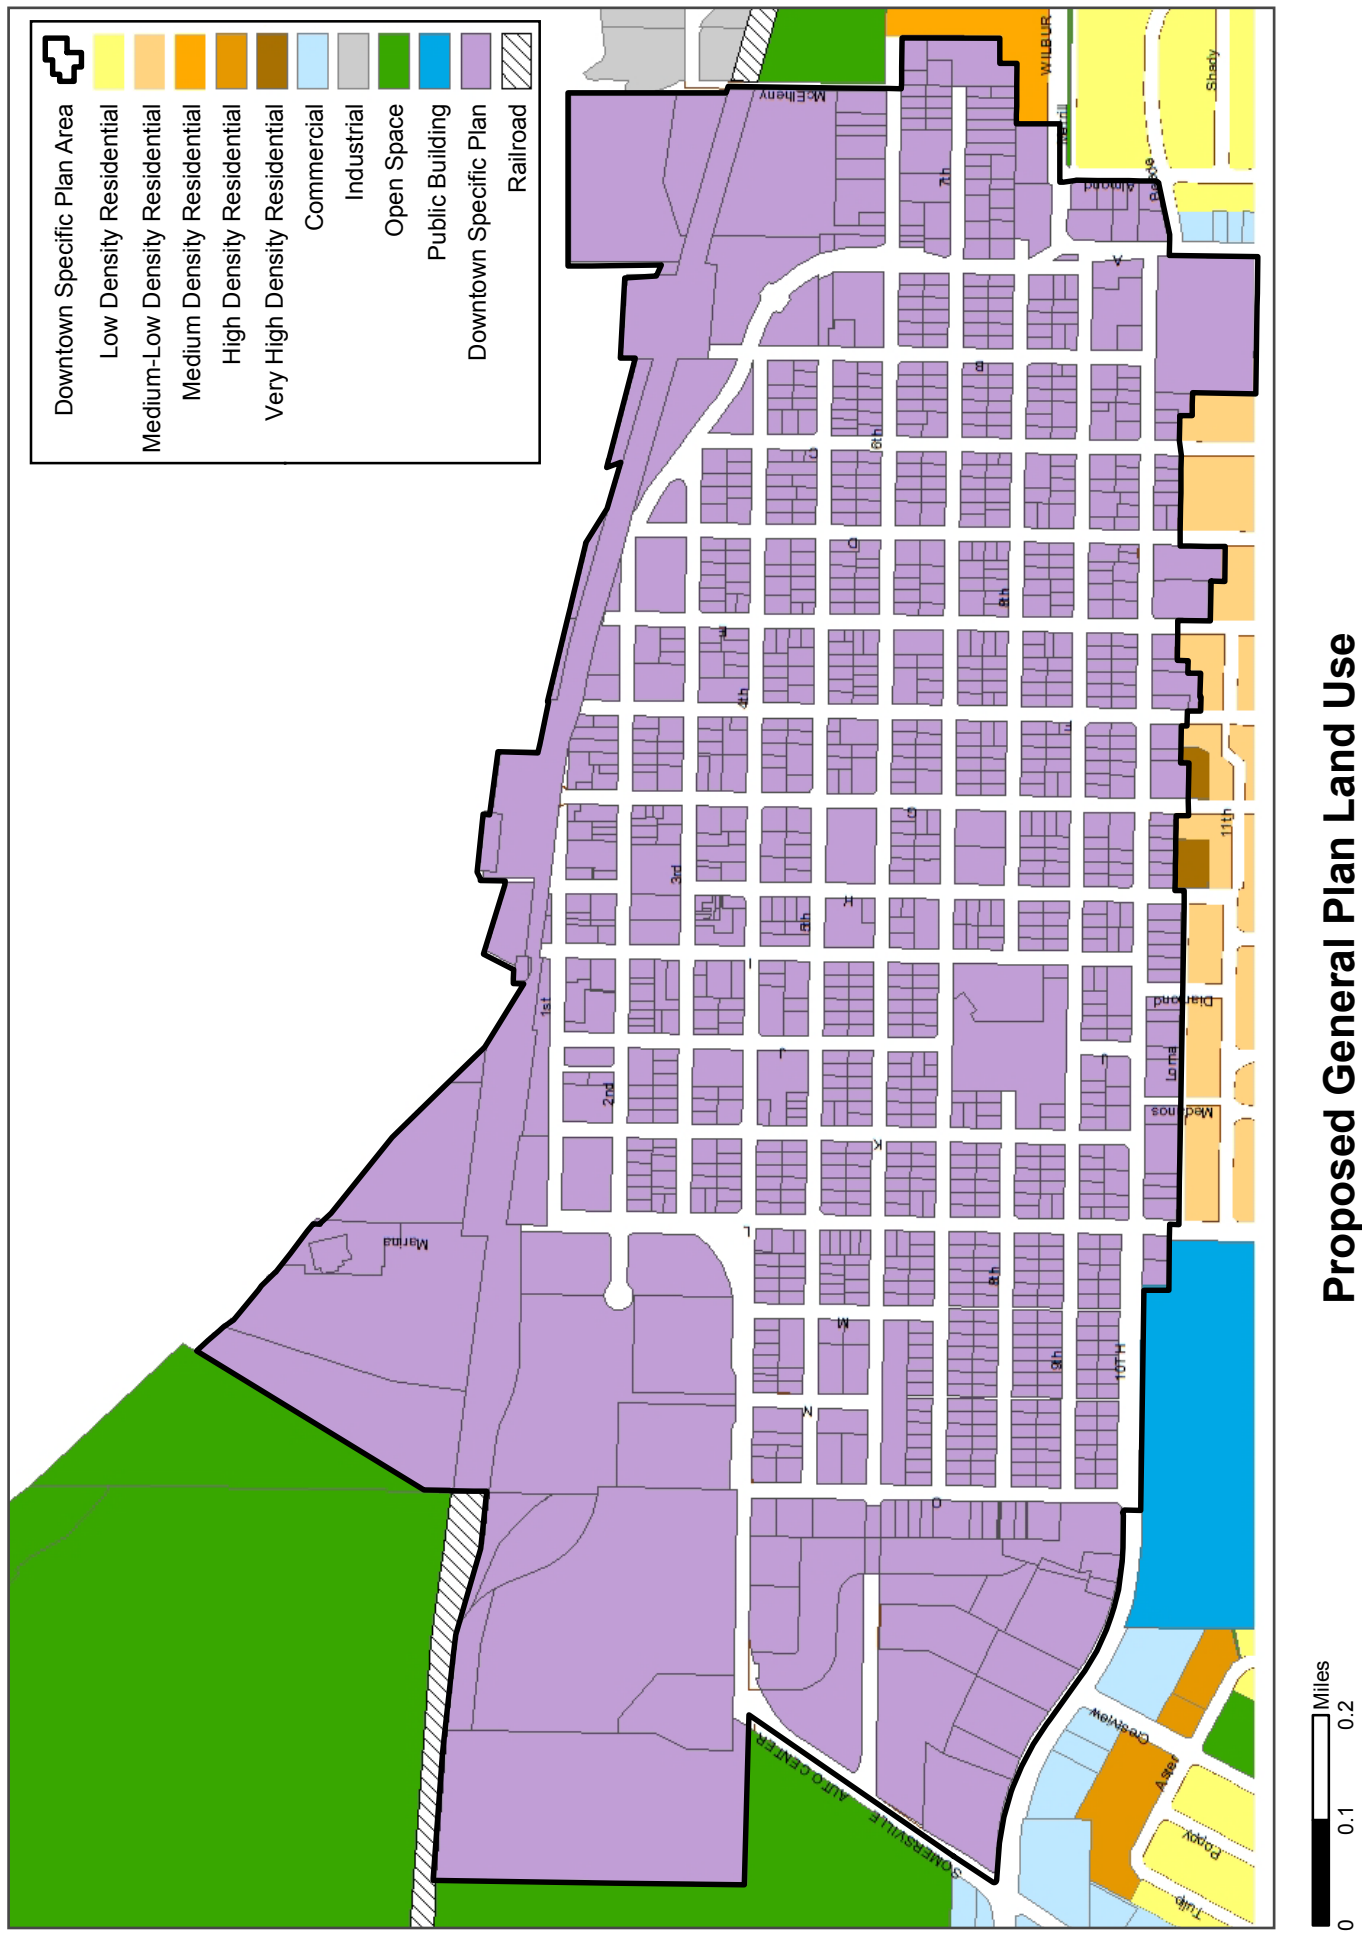 Downtown Specific Plan Area
Low Density Residential
Medium-Low Density Residential
Medium Density Residential
High Density Residential
Very High Density Residential
Commercial
Industrial
Open Space
Public Building
Downtown Specific Plan
Railroad
Marina
1st
2nd
3rd
4th
5th
6th
7th
8th
8th
9th
10TH
11th
A
B
C
D
E
F
G
H
I
J
J
K
L
M
N
O
McElheny
WILBUR
Merrill
Almond
Beede
Shady
Diamond
Loma
Medanos
AUTO CENTER
SOMERSVILLE
Crestview
Aster
Poppy
Tulip
0
0.1
0.2
Miles
Proposed General Plan Land Use